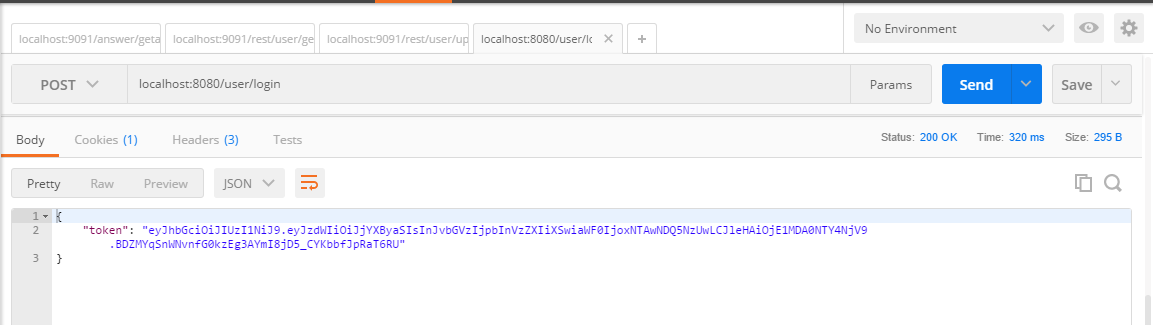 localhost:9091/answer/geta
localhost:9091/rest/user/ge
localhost:9091/rest/user/up
localhost:8080/user/lo
No Environment
POST
localhost:8080/user/login
Params
Send
Save
Body
Cookies (1)
Headers (3)
Tests
Status: 200 OK
Time: 320 ms
Size: 295 B
Pretty
Raw
Preview
JSON
1 {
2 "token": "eyJhbGciOiJIUzI1NiJ9.eyJzdWIiOiJjYXByaSIsInJvbGVzIjpbInVzZXIiXSwiaWF0IjoxNTAwNDQ5NzUwLCJleHAiOjE1MDA0NTY4NjV9
.BDZMYqSnWNvnfG0kzEg3AYmI8jD5_CYKbbfJpRaT6RU"
3 }